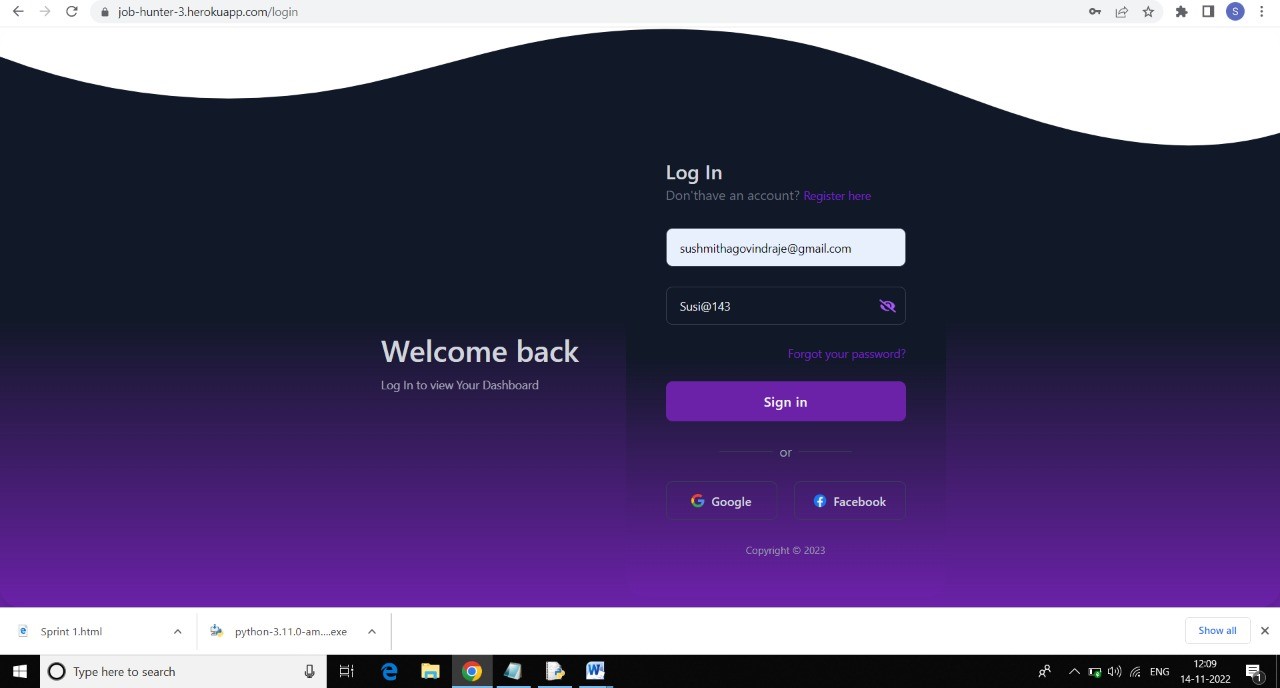 job-hunter-3.herokuapp.com/login
S
Log In
Don'thave an account? Register here
sushmithagovindraje@gmail.com
Susi@143
Forgot your password?
Welcome back
Log In to view Your Dashboard
Sign in
or
Google
Facebook
Copyright © 2023
Sprint 1.html
python-3.11.0-am....exe
Show all
Type here to search
ENG
12:09
14-11-2022
1